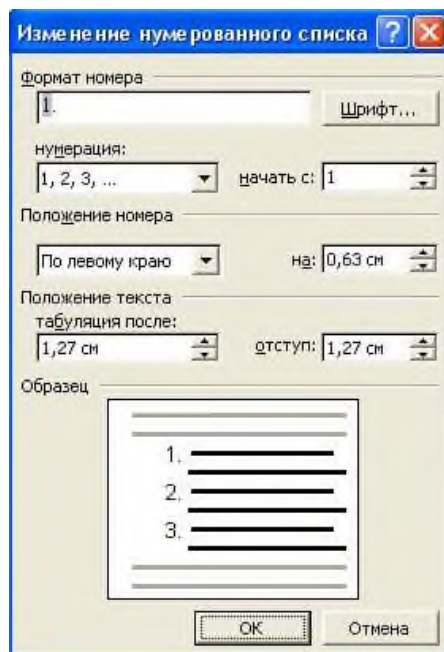 Изменение нумерованного списка
Формат номера
1.
Шрифт...
нумерация:
1, 2, 3, ... начать с: 1
Положение номера
По левому краю на: 0,63 см
Положение текста
табуляция после:
1,27 см отступ: 1,27 см
Образец
1.
2.
3.
OK Отмена